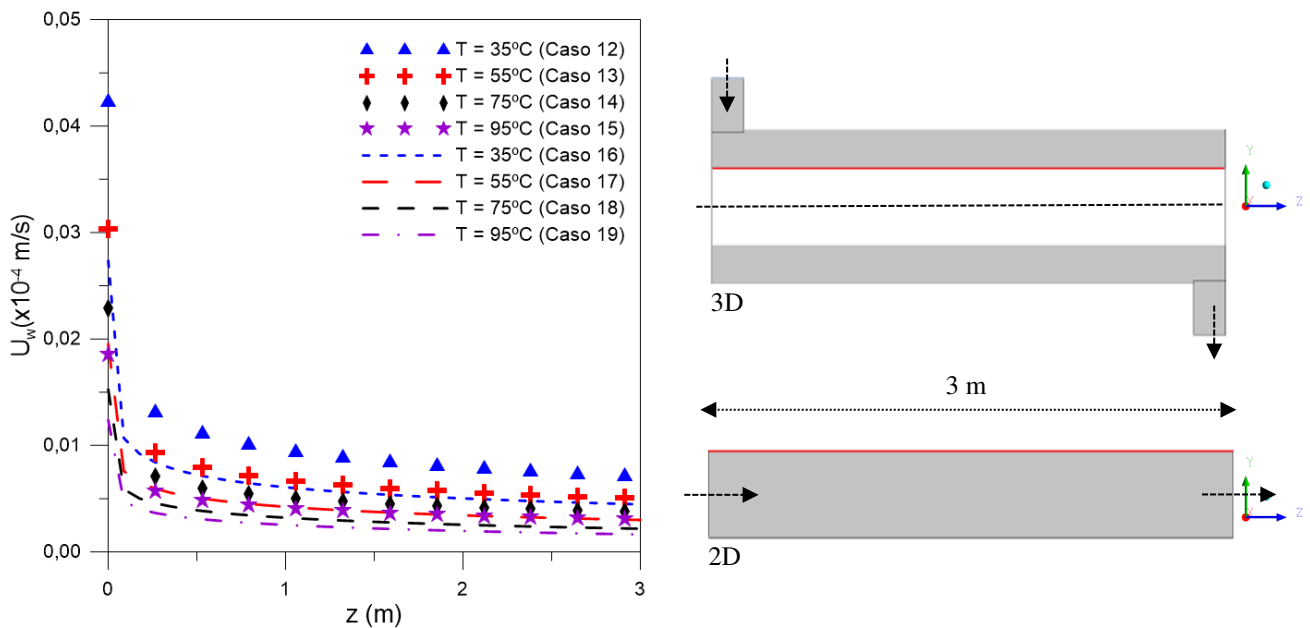 0,05
0,04
0,03
0,02
0,01
0,00
U_w(x10⁻⁴ m/s)
T = 35ºC (Caso 12)
T = 55ºC (Caso 13)
T = 75ºC (Caso 14)
T = 95ºC (Caso 15)
T = 35ºC (Caso 16)
T = 55ºC (Caso 17)
T = 75ºC (Caso 18)
T = 95ºC (Caso 19)
0
1
2
3
z (m)
Y
Z
3D
3 m
Y
Z
2D